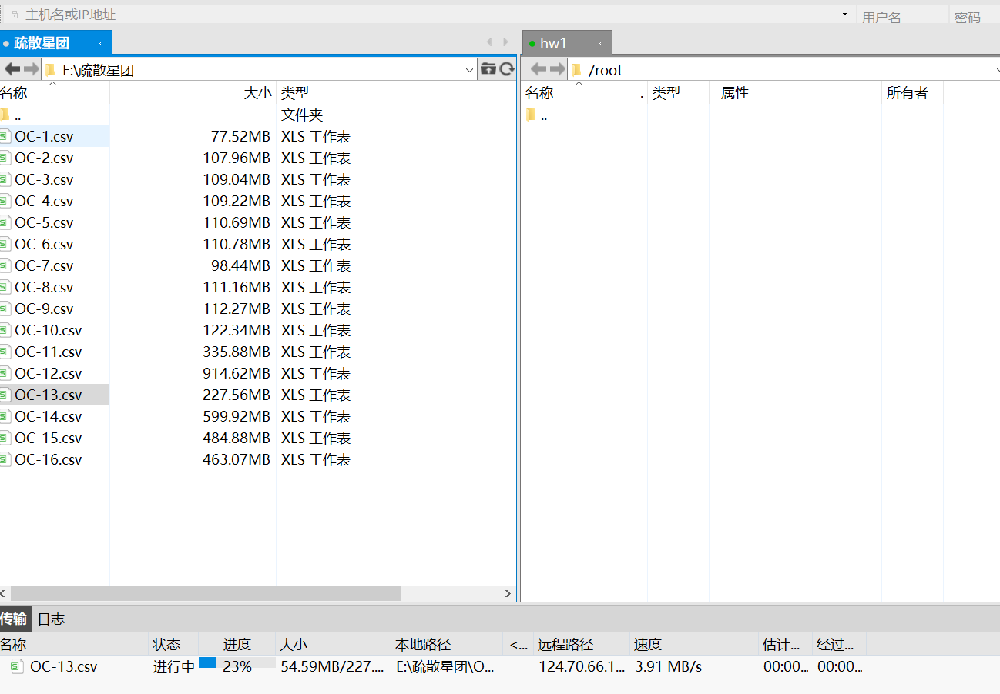 主机名或IP地址 用户名 密码
疏散星团 × hw1 ×
E:\疏散星团 /root
名称 大小 类型 名称 . 类型 属性 所有者
.. 文件夹 ..
OC-1.csv 77.52MB XLS 工作表
OC-2.csv 107.96MB XLS 工作表
OC-3.csv 109.04MB XLS 工作表
OC-4.csv 109.22MB XLS 工作表
OC-5.csv 110.69MB XLS 工作表
OC-6.csv 110.78MB XLS 工作表
OC-7.csv 98.44MB XLS 工作表
OC-8.csv 111.16MB XLS 工作表
OC-9.csv 112.27MB XLS 工作表
OC-10.csv 122.34MB XLS 工作表
OC-11.csv 335.88MB XLS 工作表
OC-12.csv 914.62MB XLS 工作表
OC-13.csv 227.56MB XLS 工作表
OC-14.csv 599.92MB XLS 工作表
OC-15.csv 484.88MB XLS 工作表
OC-16.csv 463.07MB XLS 工作表
传输 日志
名称 状态 进度 大小 本地路径 <... 远程路径 速度 估计... 经过...
OC-13.csv 进行中 23% 54.59MB/227.... E:\疏散星团\O... 124.70.66.1... 3.91 MB/s 00:00... 00:00...